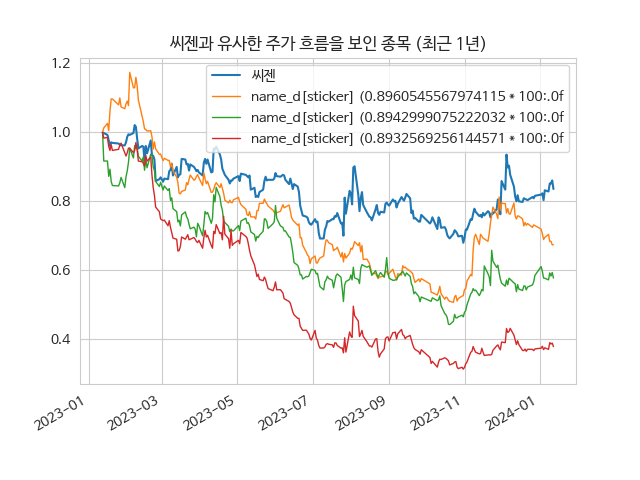 씨젠과 유사한 주가 흐름을 보인 종목 (최근 1년)
씨젠
name_d[sticker] (0.8960545567974115 * 100:.0f
name_d[sticker] (0.8942999075222032 * 100:.0f
name_d[sticker] (0.8932569256144571 * 100:.0f
1.2
1.0
0.8
0.6
0.4
2023-01
2023-03
2023-05
2023-07
2023-09
2023-11
2024-01